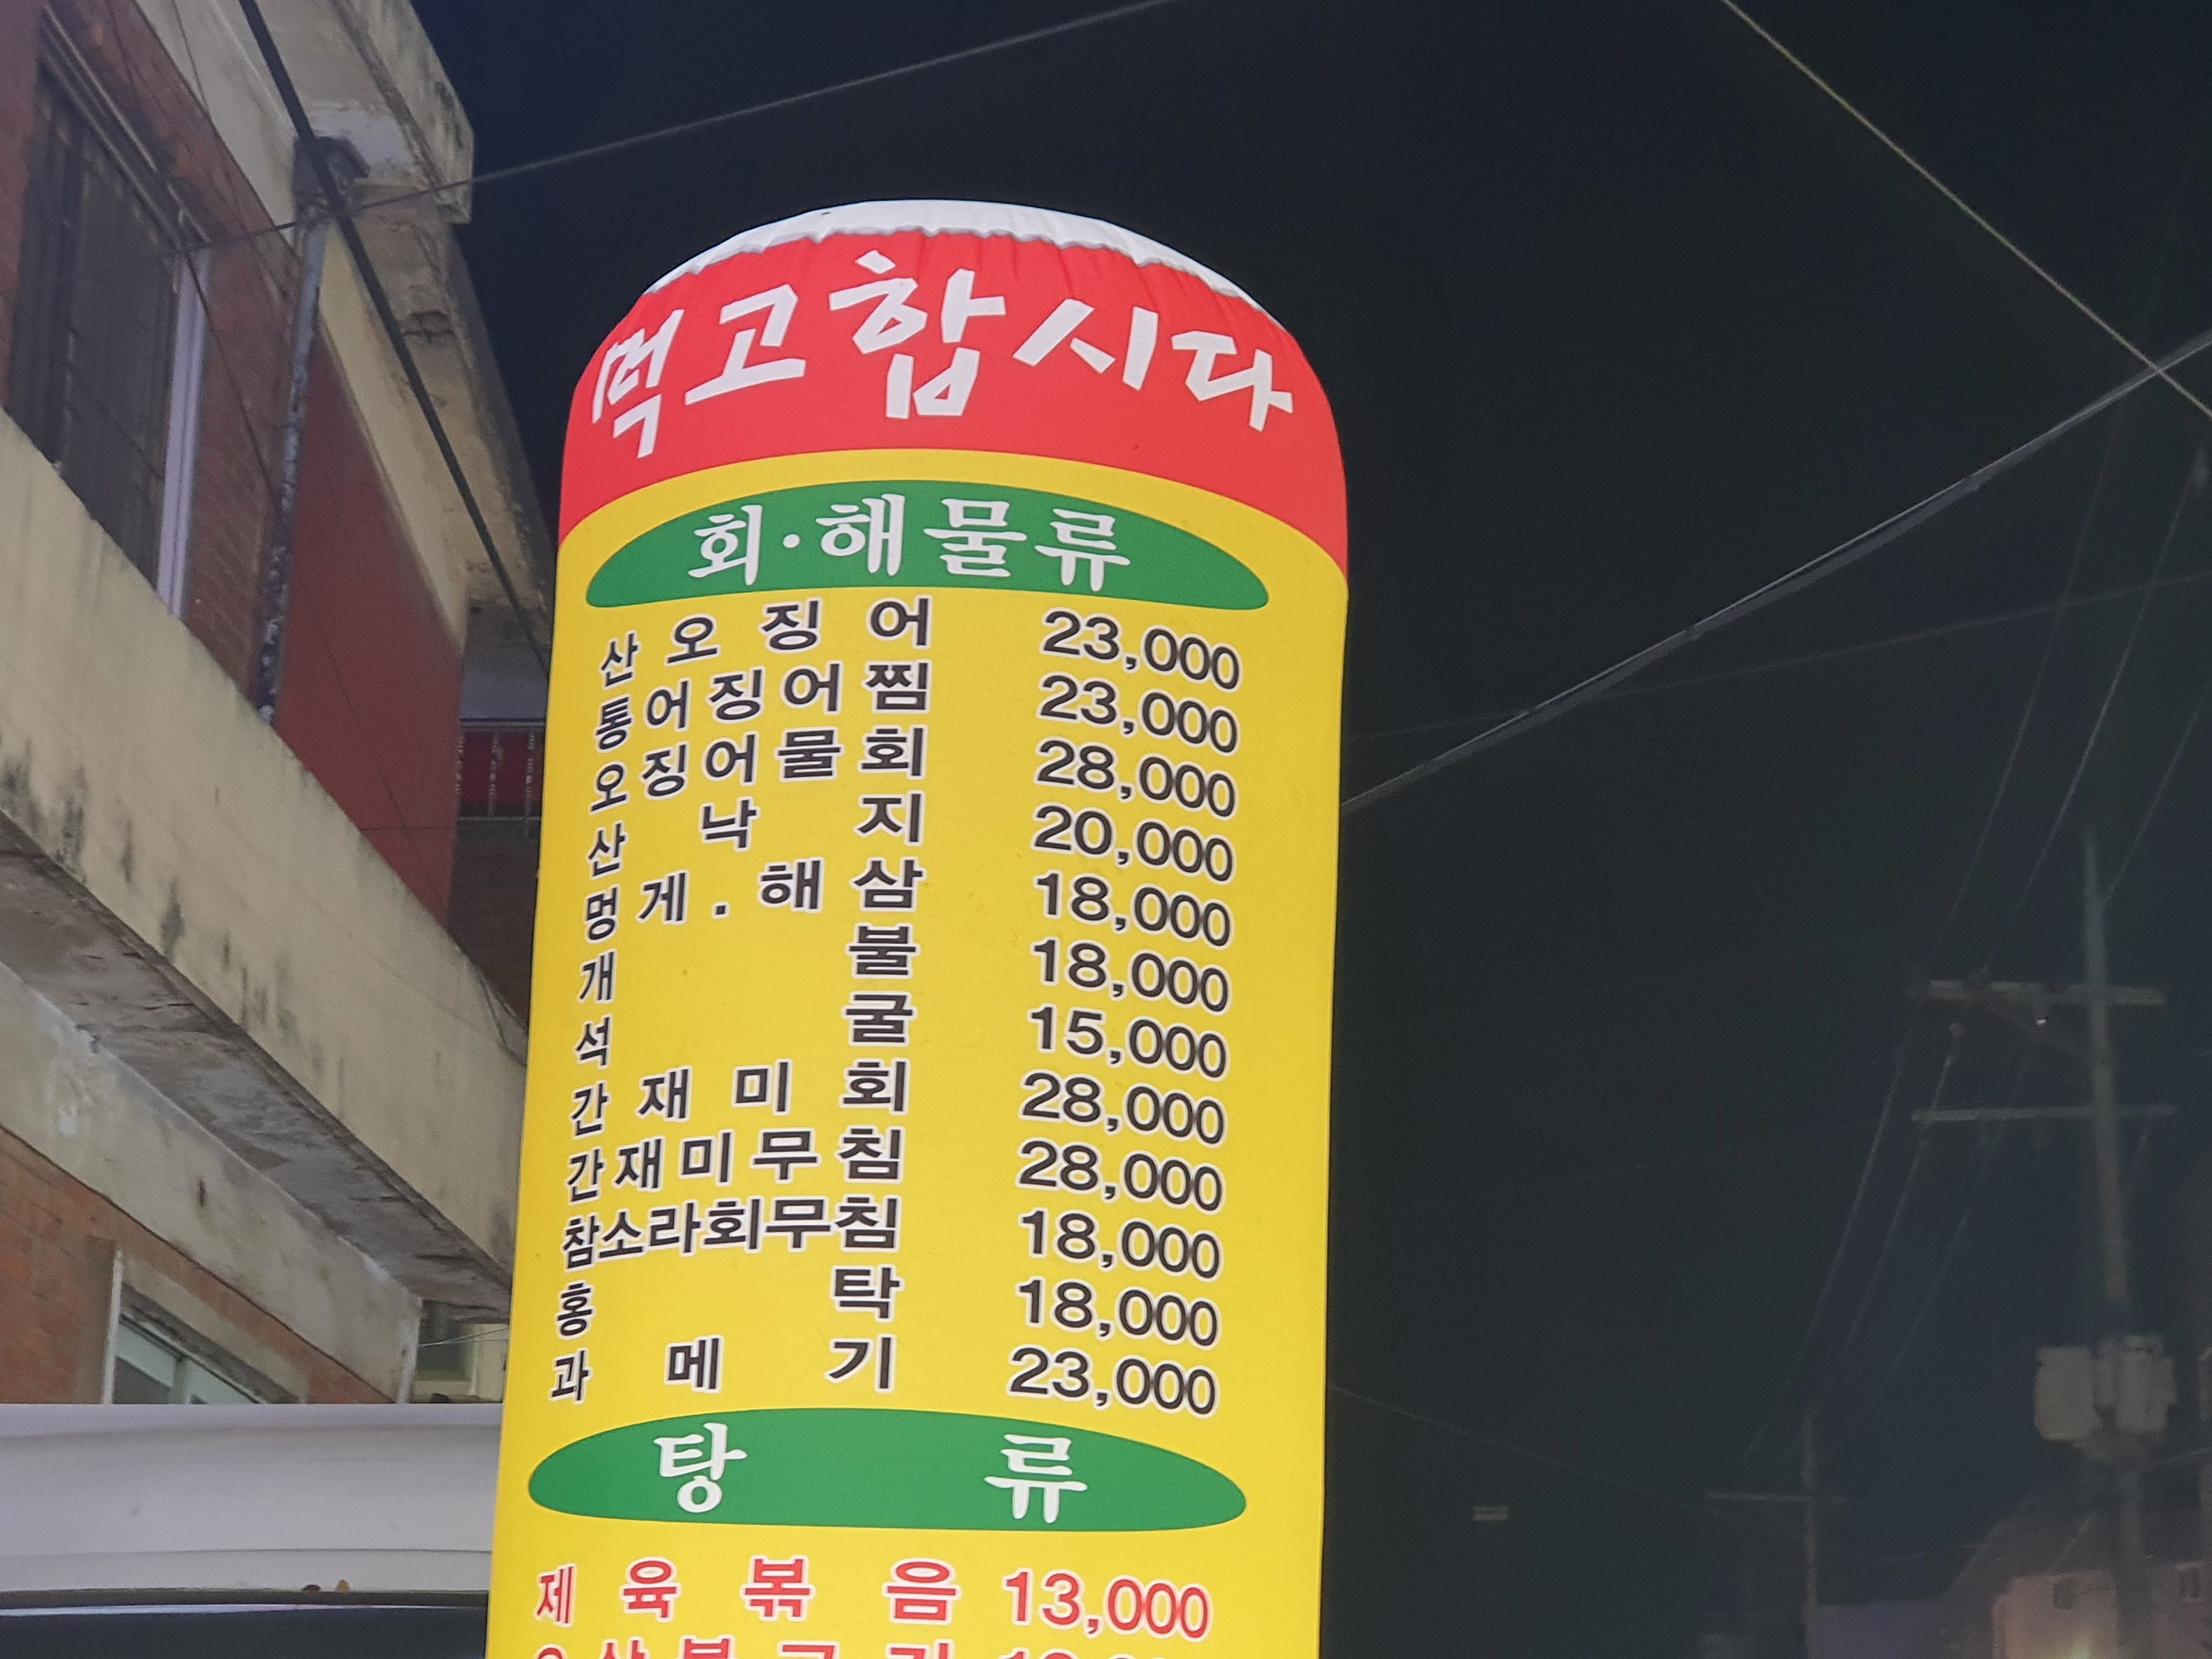 먹고합시다
회·해물류
산오징어 23,000
통어징어찜 23,000
오징어물회 28,000
산낙지 20,000
멍게.해삼 18,000
개불 18,000
석굴 15,000
간재미회 28,000
간재미무침 28,000
참소라회무침 18,000
홍탁 18,000
과메기 23,000
탕류
제육볶음 13,000